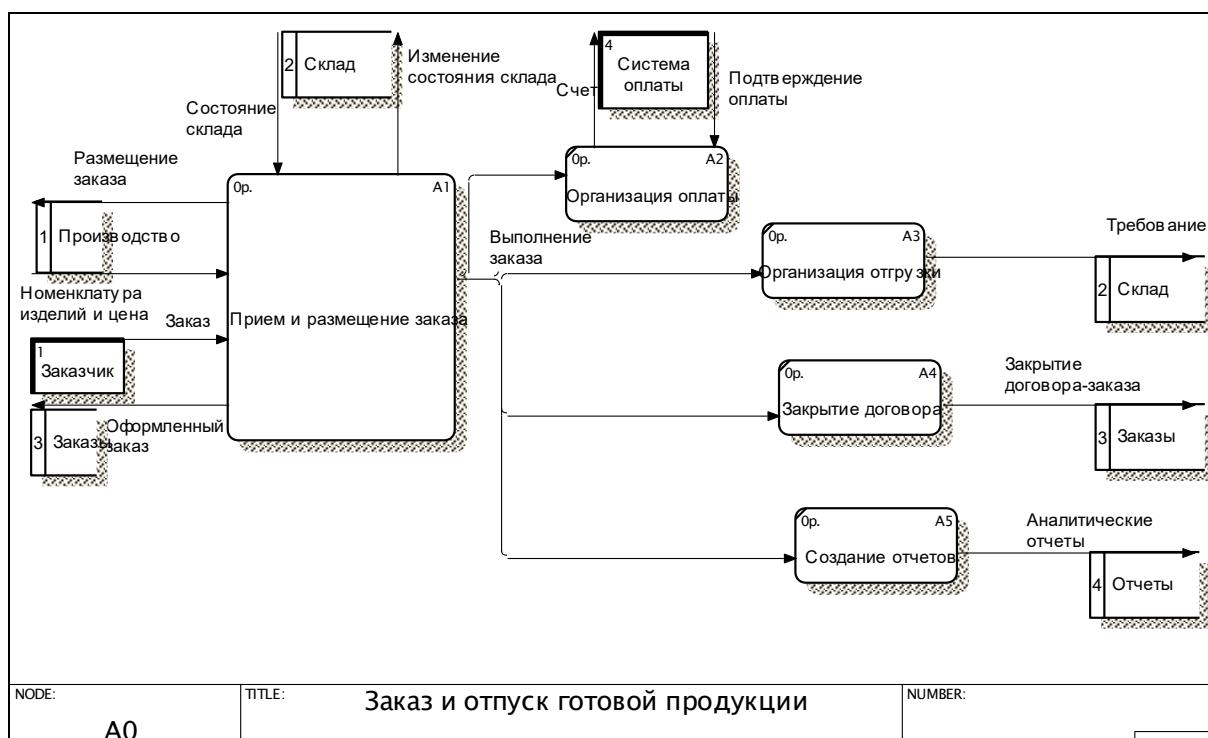 2 Склад
Изменение
состояния склада
Состояние
склада
4
Система
оплаты
Счет
Подтверждение
оплаты
Размещение
заказа
1 Производство
Номенклатура
изделий и цена
Заказ
1
Заказчик
3 Заказы
Оформленный
заказ
0р. A1
Прием и размещение заказа
0р. A2
Организация оплаты
Выполнение
заказа
0р. A3
Организация отгрузки
Требование
2 Склад
0р. A4
Закрытие договора
Закрытие
договора-заказа
3 Заказы
0р. A5
Создание отчетов
Аналитические
отчеты
4 Отчеты
NODE:
A0
TITLE:
Заказ и отпуск готовой продукции
NUMBER: